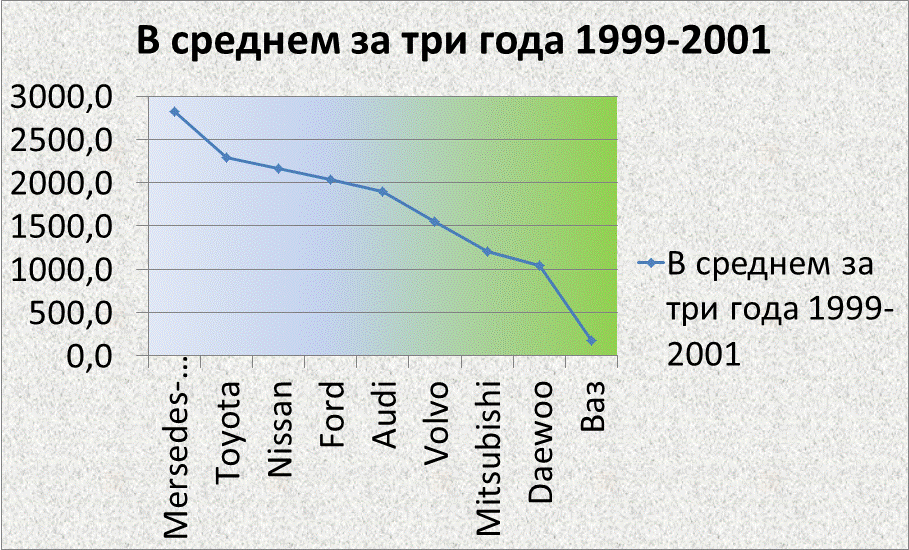 В среднем за три года 1999-2001
3000,0
2500,0
2000,0
1500,0
1000,0
500,0
0,0
Mersedes-...
Toyota
Nissan
Ford
Audi
Volvo
Mitsubishi
Daewoo
Ваз
В среднем за
три года 1999-
2001